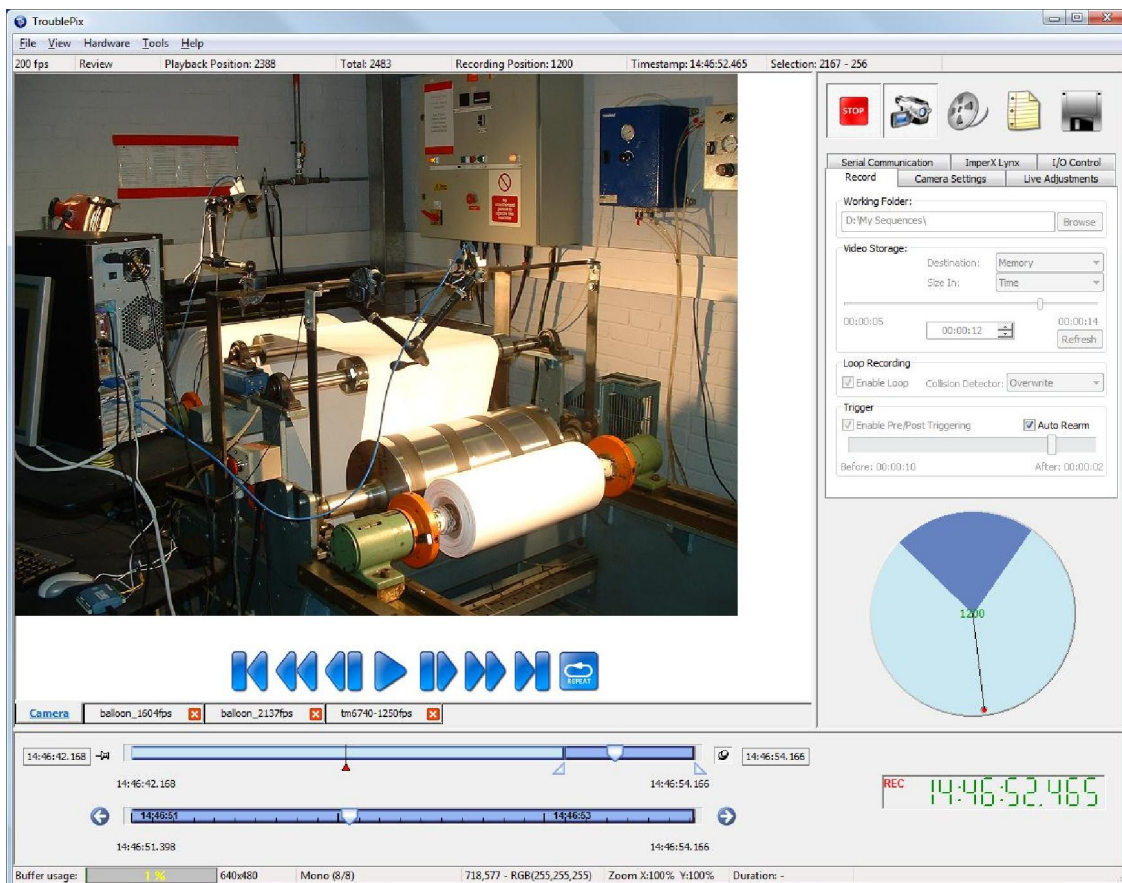 TroublePix
File View Hardware Tools Help
200 fps Review Playback Position: 2388 Total: 2483 Recording Position: 1200 Timestamp: 14:46:52.465 Selection: 2167 - 256
STOP
Serial Communication ImperX Lynx I/O Control
Record Camera Settings Live Adjustments
Working Folder:
D:\My Sequences\ Browse
Video Storage:
Destination: Memory
Size In: Time
00:00:05 00:00:14
00:00:12
Refresh
Loop Recording
Enable Loop Collision Detector: Overwrite
Trigger
Enable Pre/Post Triggering Auto Rearm
Before: 00:00:10 After: 00:00:02
1200
REPEAT
Camera balloon_1604fps balloon_2137fps tm6740-1250fps
14:46:42.168 14:46:54.166
14:46:42.168 14:46:54.166
REC 14:46:52.465
14:46:51 14:46:53
14:46:51.398 14:46:54.166
Buffer usage: 1 % 640x480 Mono (8/8) 718,577 - RGB(255,255,255) Zoom X:100% Y:100% Duration: -